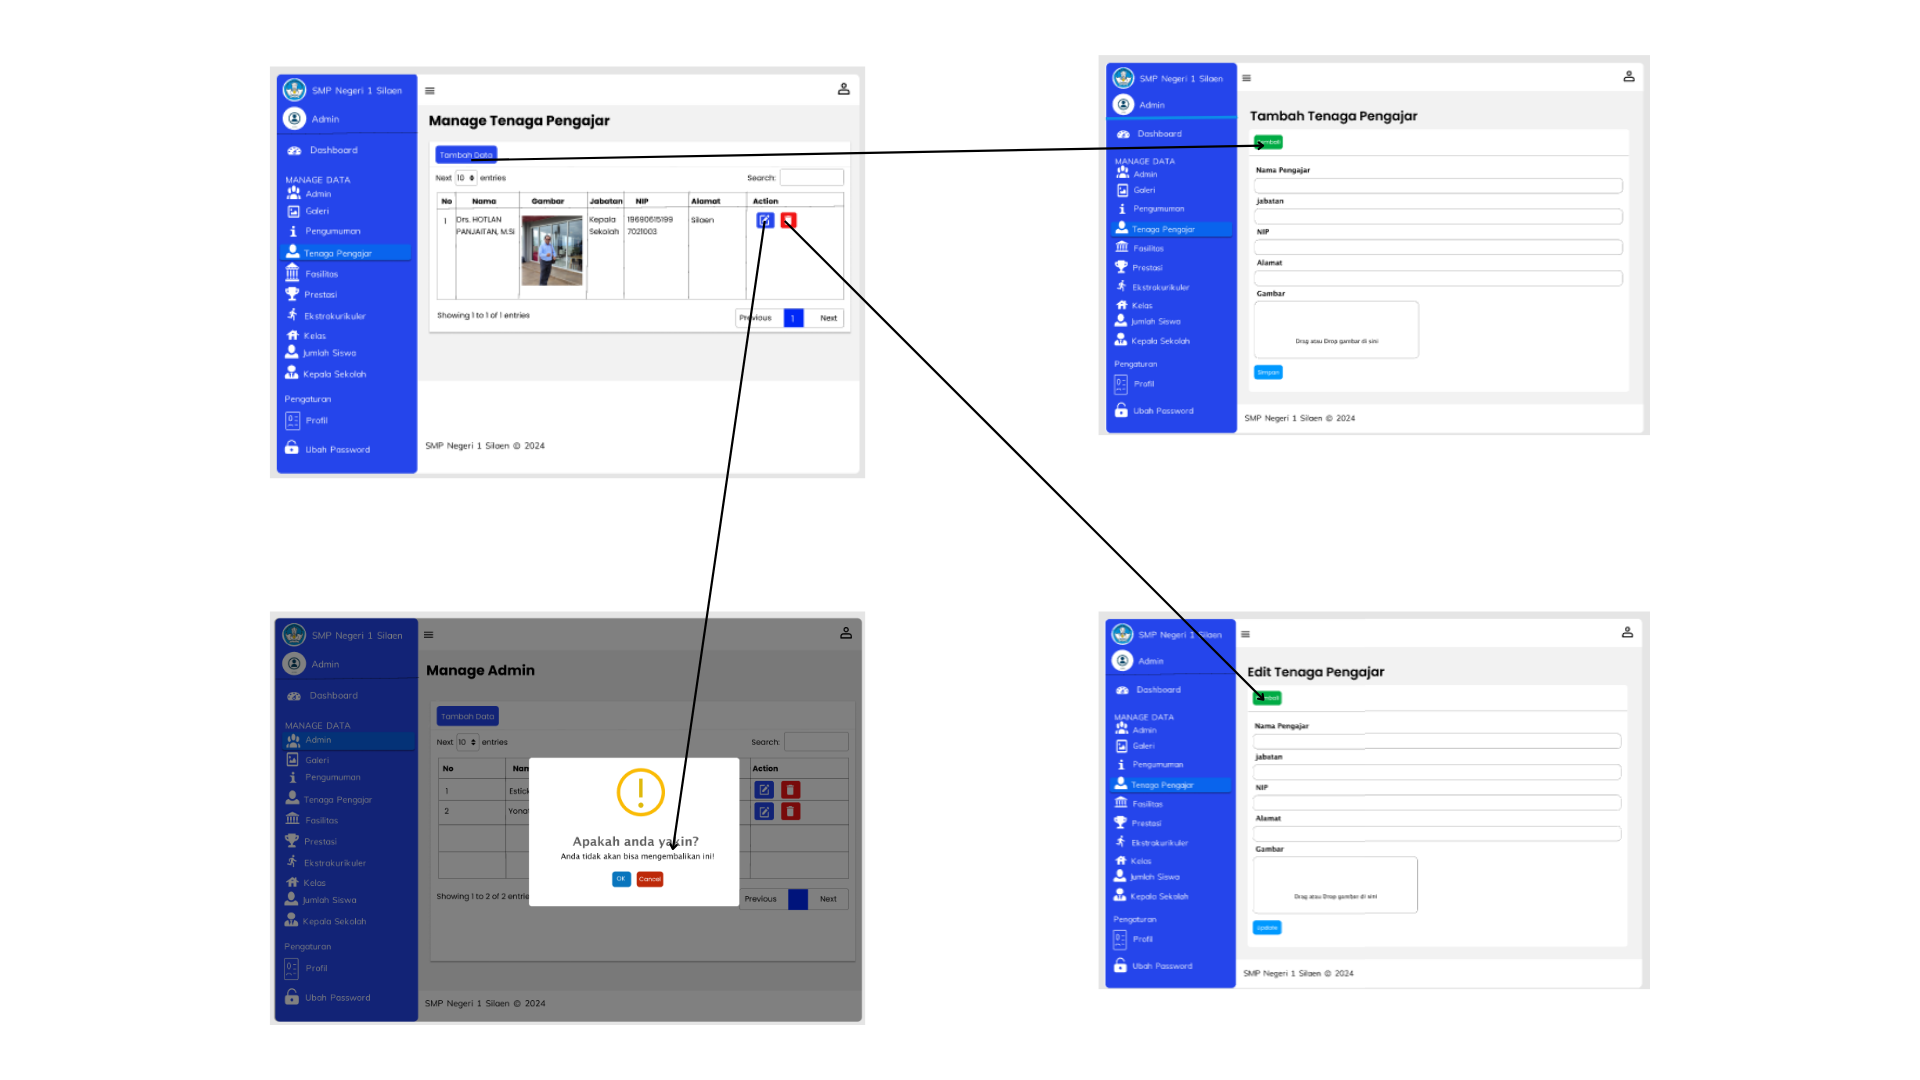 SMP Negeri 1 Silaen
Admin
Dashboard
MANAGE DATA
Admin
Galeri
Pengumuman
Tenaga Pengajar
Fasilitas
Prestasi
Ekstrakurikuler
Kelas
Jumlah Siswa
Kepala Sekolah
Pengaturan
Profil
Ubah Password
Manage Tenaga Pengajar
Tambah Data
Next 10 entries
Search:
No Nama Gambar Jabatan NIP Alamat Action
1 Drs. HOTLAN Kepala 19690615199 Silaen
PANJAITAN, M.SI Sekolah 7021003
Showing 1 to 1 of 1 entries
Previous 1 Next
SMP Negeri 1 Silaen © 2024
SMP Negeri 1 Silaen
Admin
Dashboard
MANAGE DATA
Admin
Galeri
Pengumuman
Tenaga Pengajar
Fasilitas
Prestasi
Ekstrakurikuler
Kelas
Jumlah Siswa
Kepala Sekolah
Pengaturan
Profil
Ubah Password
Tambah Tenaga Pengajar
Nama Pengajar
jabatan
NIP
Alamat
Gambar
Drag atau Drop gambar di sini
Simpan
SMP Negeri 1 Silaen © 2024
SMP Negeri 1 Silaen
Admin
Dashboard
MANAGE DATA
Admin
Galeri
Pengumuman
Tenaga Pengajar
Fasilitas
Prestasi
Ekstrakurikuler
Kelas
Jumlah Siswa
Kepala Sekolah
Pengaturan
Profil
Ubah Password
Manage Admin
Tambah Data
Next 10 entries
Search:
No Action
1
2
Apakah anda yakin?
Anda tidak akan bisa mengembalikan ini!
OK Cancel
Showing 1 to 2 of 2
Previous Next
SMP Negeri 1 Silaen © 2024
SMP Negeri 1 Silaen
Admin
Dashboard
MANAGE DATA
Admin
Galeri
Pengumuman
Tenaga Pengajar
Fasilitas
Prestasi
Ekstrakurikuler
Kelas
Jumlah Siswa
Kepala Sekolah
Pengaturan
Profil
Ubah Password
Edit Tenaga Pengajar
Nama Pengajar
jabatan
NIP
Alamat
Gambar
Drag atau Drop gambar di sini
Update
SMP Negeri 1 Silaen © 2024